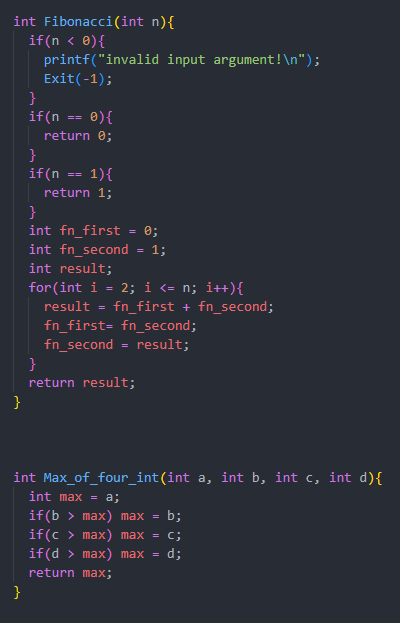 int Fibonacci(int n){
  if(n < 0){
    printf("invalid input argument!\n");
    Exit(-1);
  }
  if(n == 0){
    return 0;
  }
  if(n == 1){
    return 1;
  }
  int fn_first = 0;
  int fn_second = 1;
  int result;
  for(int i = 2; i <= n; i++){
    result = fn_first + fn_second;
    fn_first= fn_second;
    fn_second = result;
  }
  return result;
}
int Max_of_four_int(int a, int b, int c, int d){
  int max = a;
  if(b > max) max = b;
  if(c > max) max = c;
  if(d > max) max = d;
  return max;
}